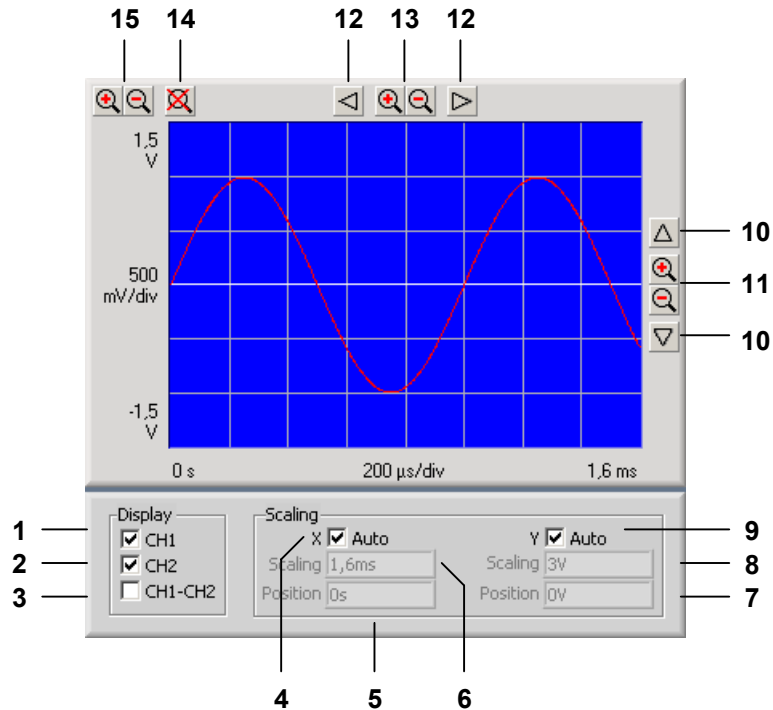 15 14 12 13 12
1,5
V
10
500
mV/div
11
10
-1,5
V
0 s 200 µs/div 1,6 ms
Display Scaling
1 CH1 X Auto Y Auto 9
2 CH2 Scaling 1,6ms Scaling 3V 8
3 CH1-CH2 Position 0s Position 0V 7
4 5 6